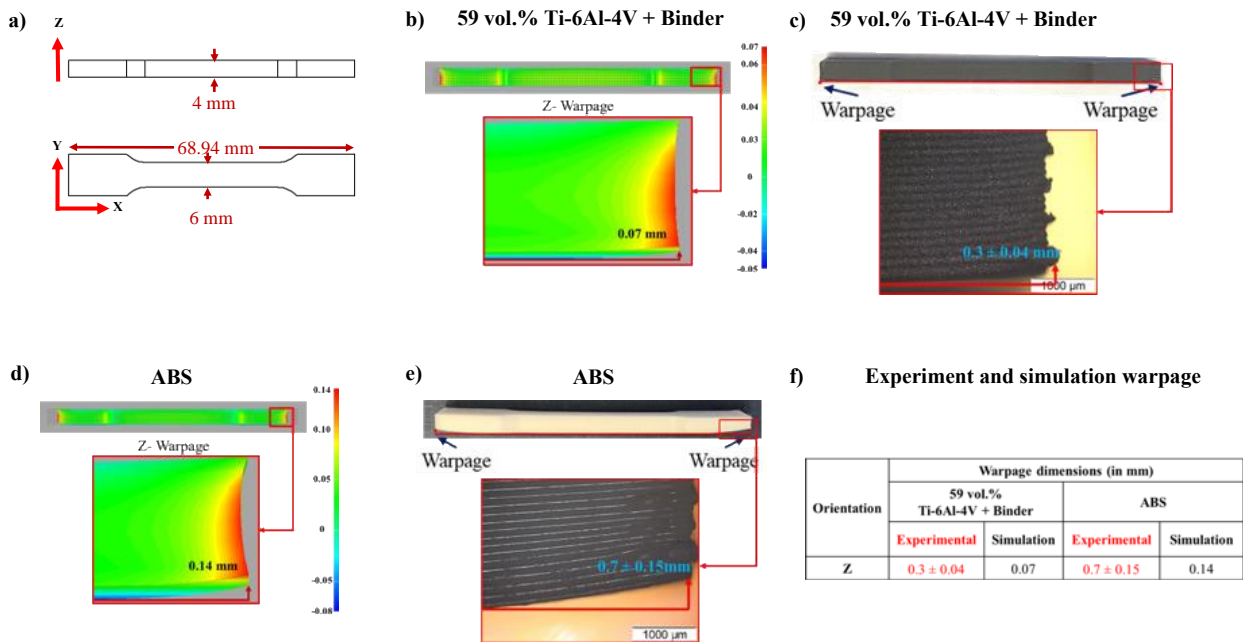 a)
Z
4 mm
Y
68.94 mm
X
6 mm
b)
59 vol.% Ti-6Al-4V + Binder
0.07
0.06
0.04
0.03
0
-0.02
-0.04
-0.05
Z- Warpage
0.07 mm
c)
59 vol.% Ti-6Al-4V + Binder
Warpage
Warpage
0.3 ± 0.04 mm
1000 µm
d)
ABS
0.14
0.10
0.05
0
-0.05
-0.08
Z- Warpage
0.14 mm
e)
ABS
Warpage
Warpage
0.7 ± 0.15mm
1000 µm
f)
Experiment and simulation warpage
Orientation
Warpage dimensions (in mm)
59 vol.%
Ti-6Al-4V + Binder
ABS
Experimental
Simulation
Experimental
Simulation
Z
0.3 ± 0.04
0.07
0.7 ± 0.15
0.14